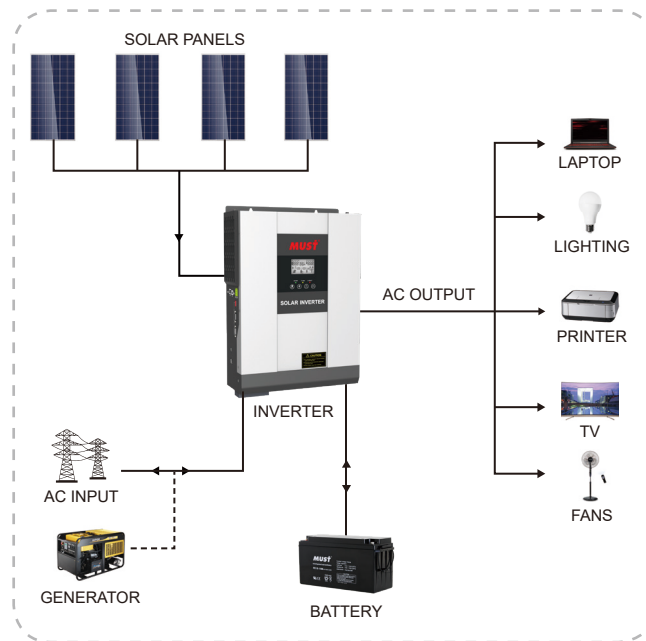 SOLAR PANELS
LAPTOP
LIGHTING
MUST
SOLAR INVERTER
AC OUTPUT
PRINTER
INVERTER
TV
AC INPUT
FANS
GENERATOR
MUST
BATTERY